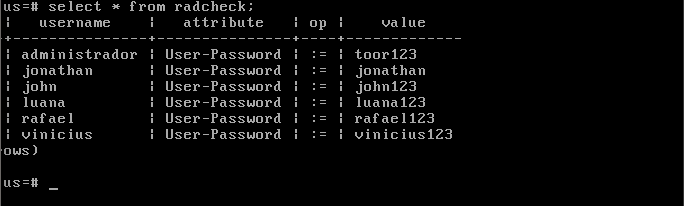 us=# select * from radcheck;
¦ username ¦ attribute ¦ op ¦ value
+---------------+---------------+----+-------------
¦ administrador ¦ User-Password ¦ := ¦ toor123
¦ jonathan ¦ User-Password ¦ := ¦ jonathan
¦ john ¦ User-Password ¦ := ¦ john123
¦ luana ¦ User-Password ¦ := ¦ luana123
¦ rafael ¦ User-Password ¦ := ¦ rafael123
¦ vinicius ¦ User-Password ¦ := ¦ vinicius123
ows)
us=# _